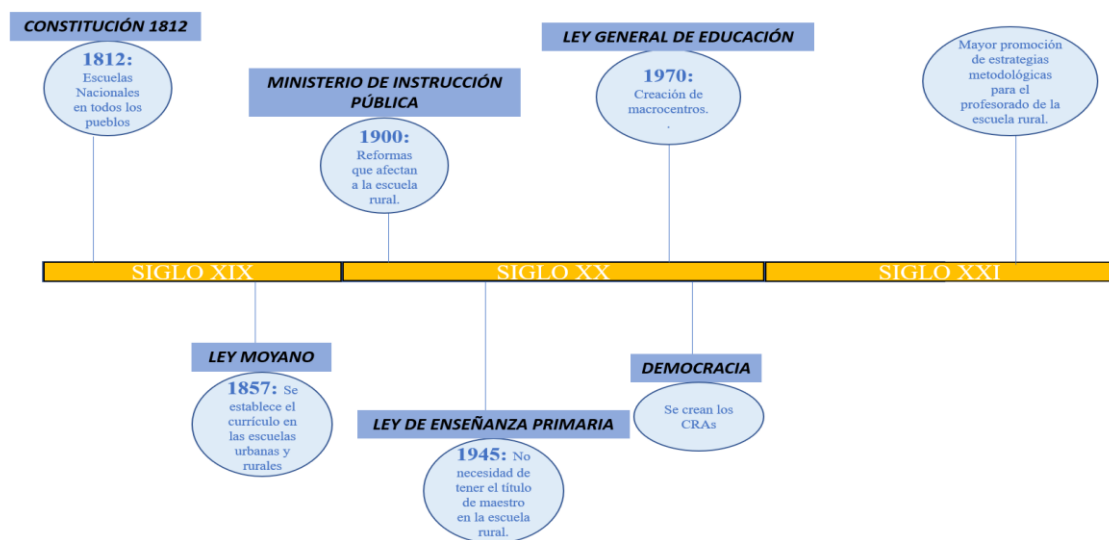 CONSTITUCIÓN 1812
1812:
Escuelas
Nacionales
en todos los
pueblos
MINISTERIO DE INSTRUCCIÓN
PÚBLICA
1900:
Reformas
que afectan
a la escuela
rural.
LEY GENERAL DE EDUCACIÓN
1970:
Creación de
macrocentros.
.
Mayor promoción
de estrategias
metodológicas
para el
profesorado de la
escuela rural.
SIGLO XIX
SIGLO XX
SIGLO XXI
LEY MOYANO
1857: Se
establece el
currículo en
las escuelas
urbanas y
rurales
LEY DE ENSEÑANZA PRIMARIA
1945: No
necesidad de
tener el título
de maestro
en la escuela
rural.
DEMOCRACIA
Se crean los
CRAs